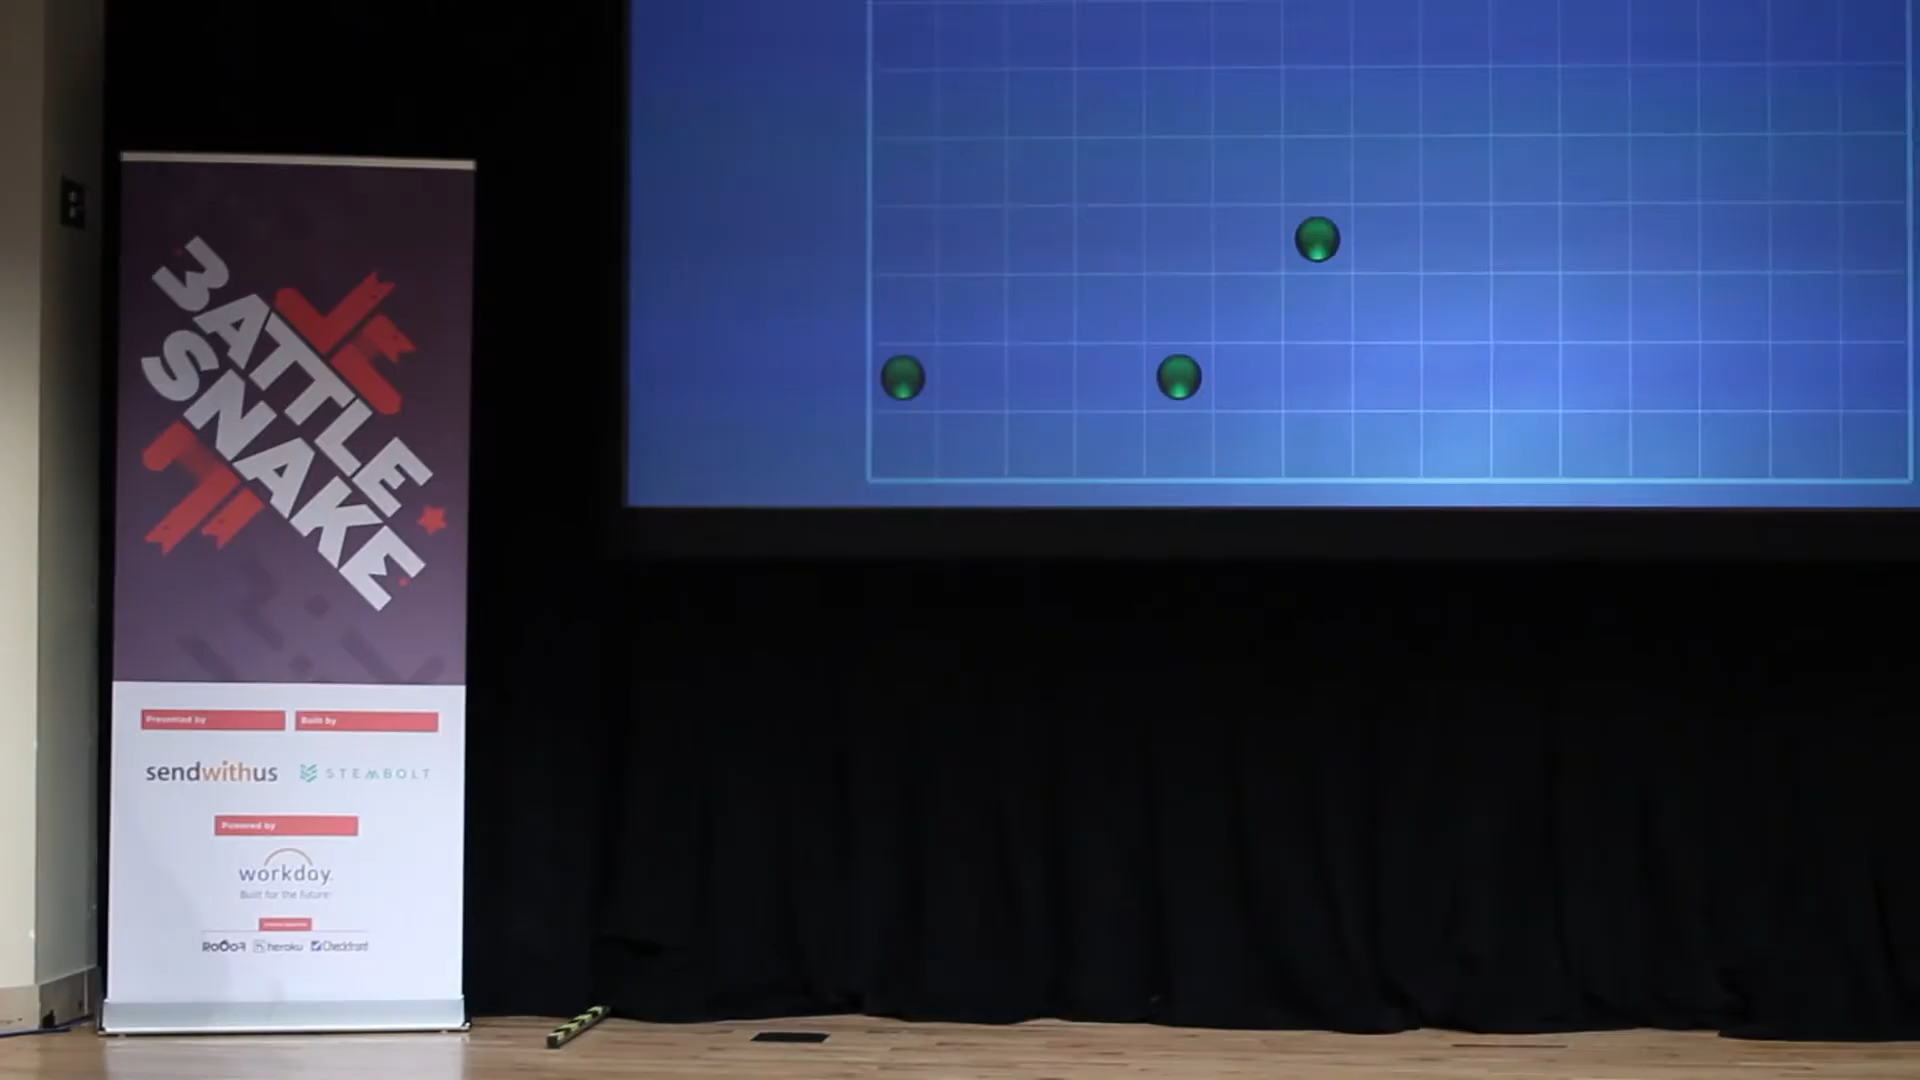 BATTLE
SNAKE
Presented by
Built by
sendwithus
STEMBOLT
Powered by
workday.
Built for the future.
heroku
Checkfront